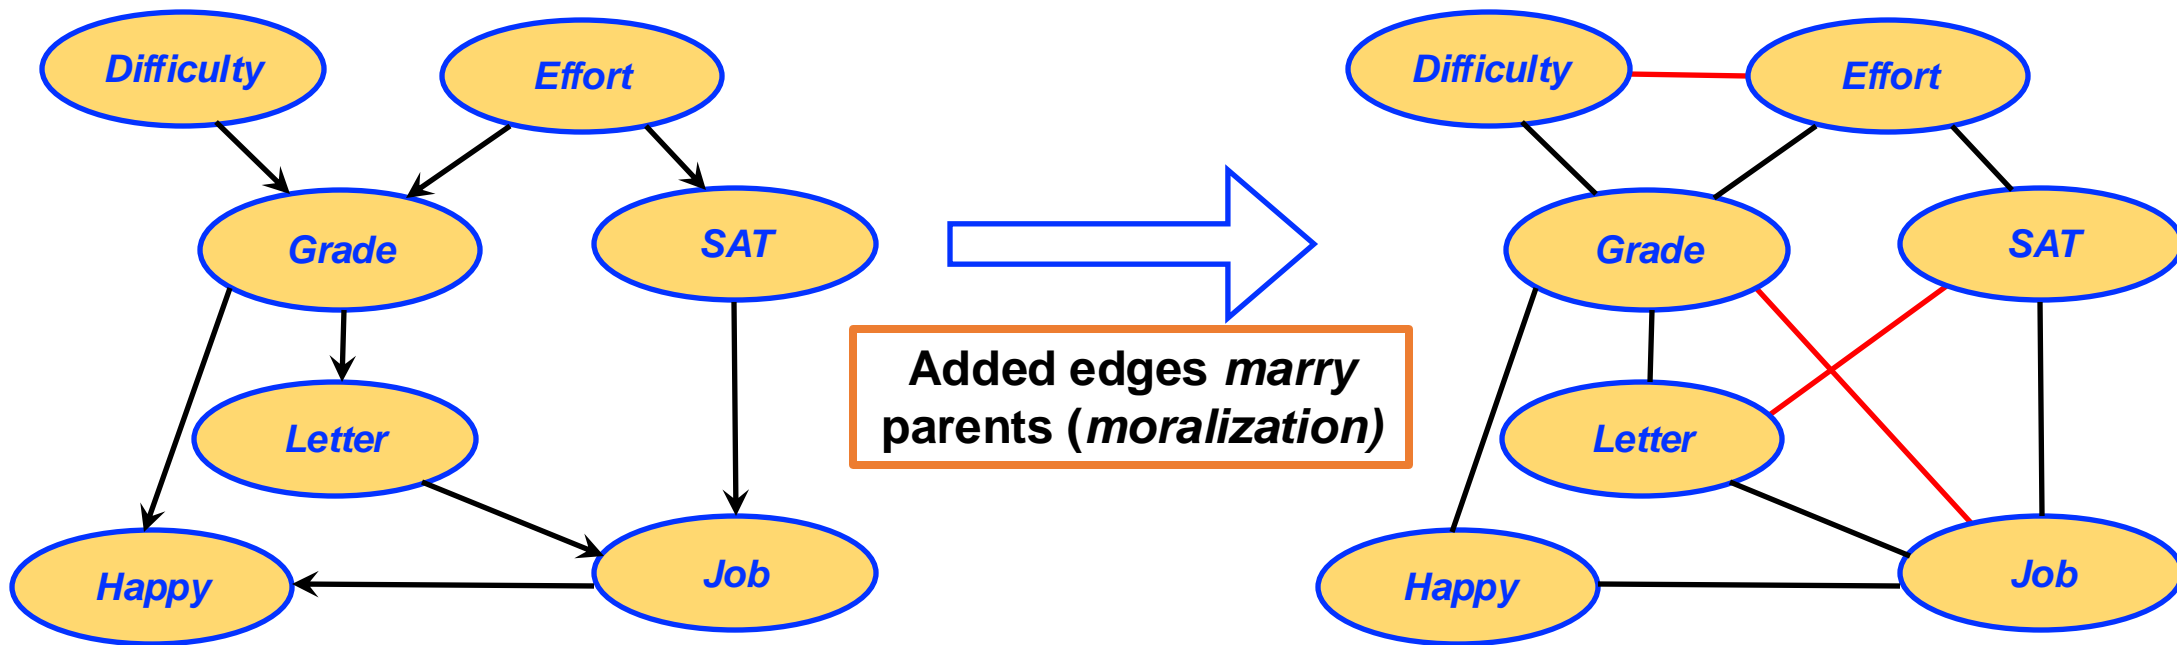 Difficulty
Effort
Grade
SAT
Letter
Happy
Job
Added edges marry
parents (moralization)
Difficulty
Effort
Grade
SAT
Letter
Happy
Job